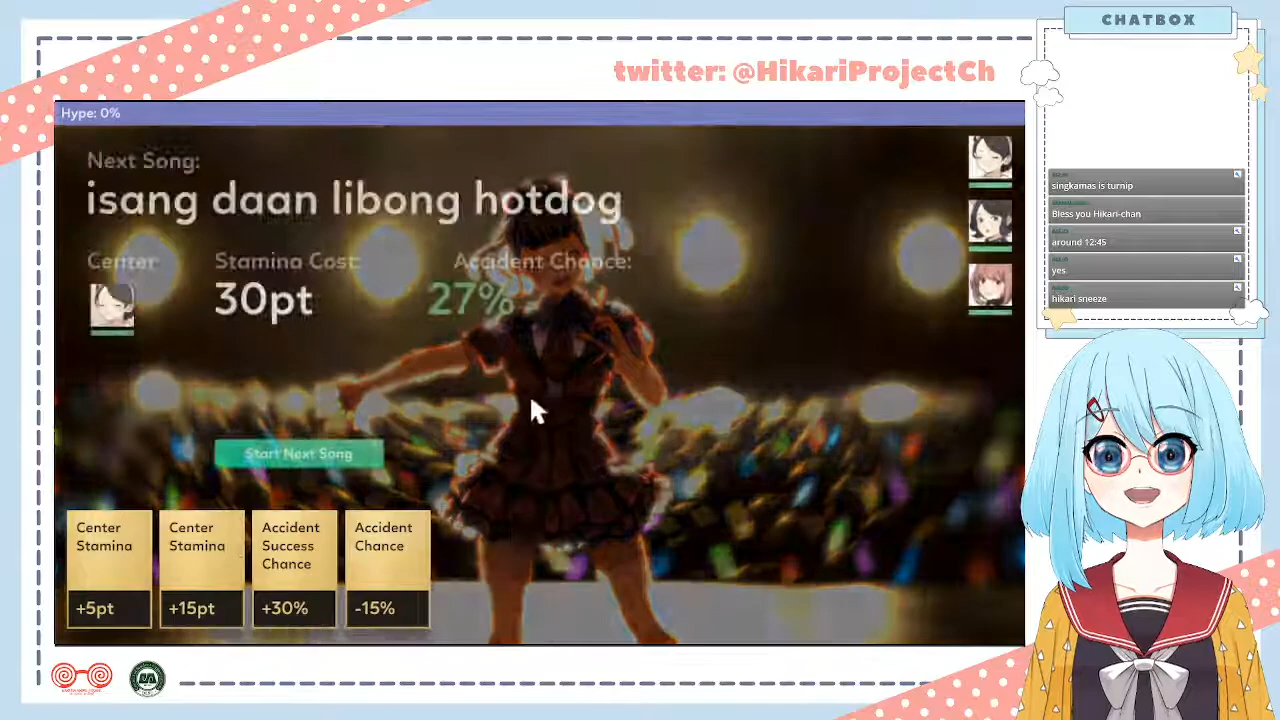 CHATBOX
twitter: @HikariProjectCh
Hype: 0%
Next Song:
isang daan libong hotdog
Center:
Stamina Cost:
Accident Chance:
30pt
27%
Start Next Song
Center
Stamina
+5pt
Center
Stamina
+15pt
Accident
Success
Chance
+30%
Accident
Chance
-15%
singkamas is turnip
Bless you Hikari-chan
around 12:45
yes
hikari sneeze